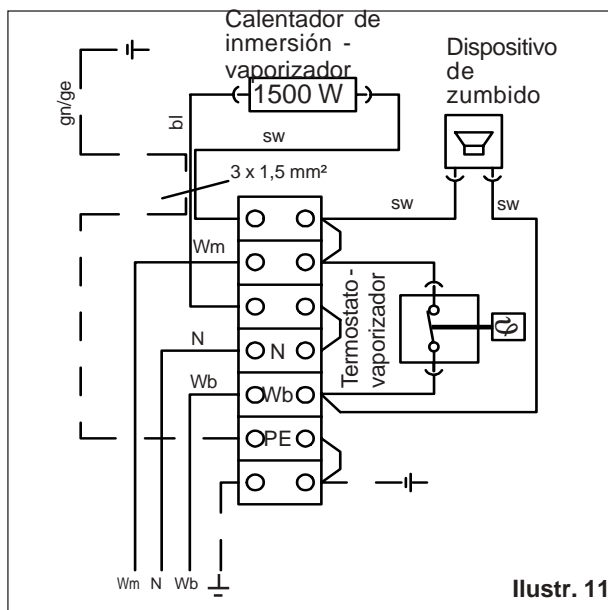 Calentador de
inmersión -
vaporizador
1500 W
Dispositivo
de
zumbido
gn/ge
bl
sw
3 x 1,5 mm²
sw
sw
Wm
Termostato -
vaporizador
ϑ
N
N
Wb
Wb
PE
Wm N Wb
Ilustr. 11